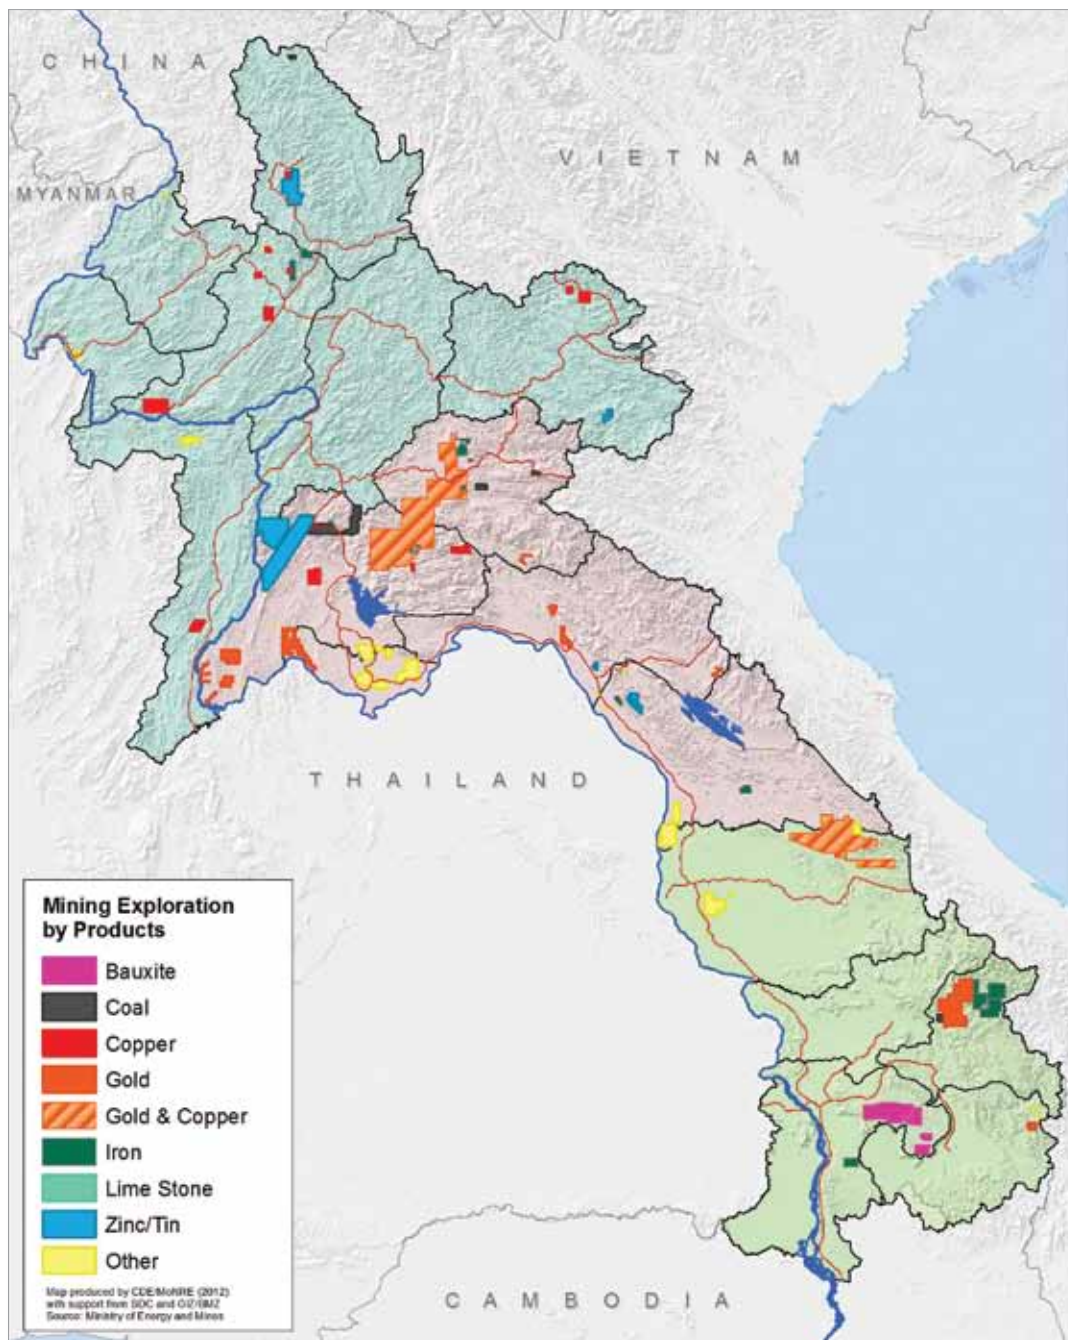 CHINA
VIETNAM
MYANMAR
THAILAND
Mining Exploration
by Products
Bauxite
Coal
Copper
Gold
Gold & Copper
Iron
Lime Stone
Zinc/Tin
Other
Map produced by CDE/MoNRE (2012)
with support from SDC and GIZ/BMZ
Source: Ministry of Energy and Mines
CAMBODIA